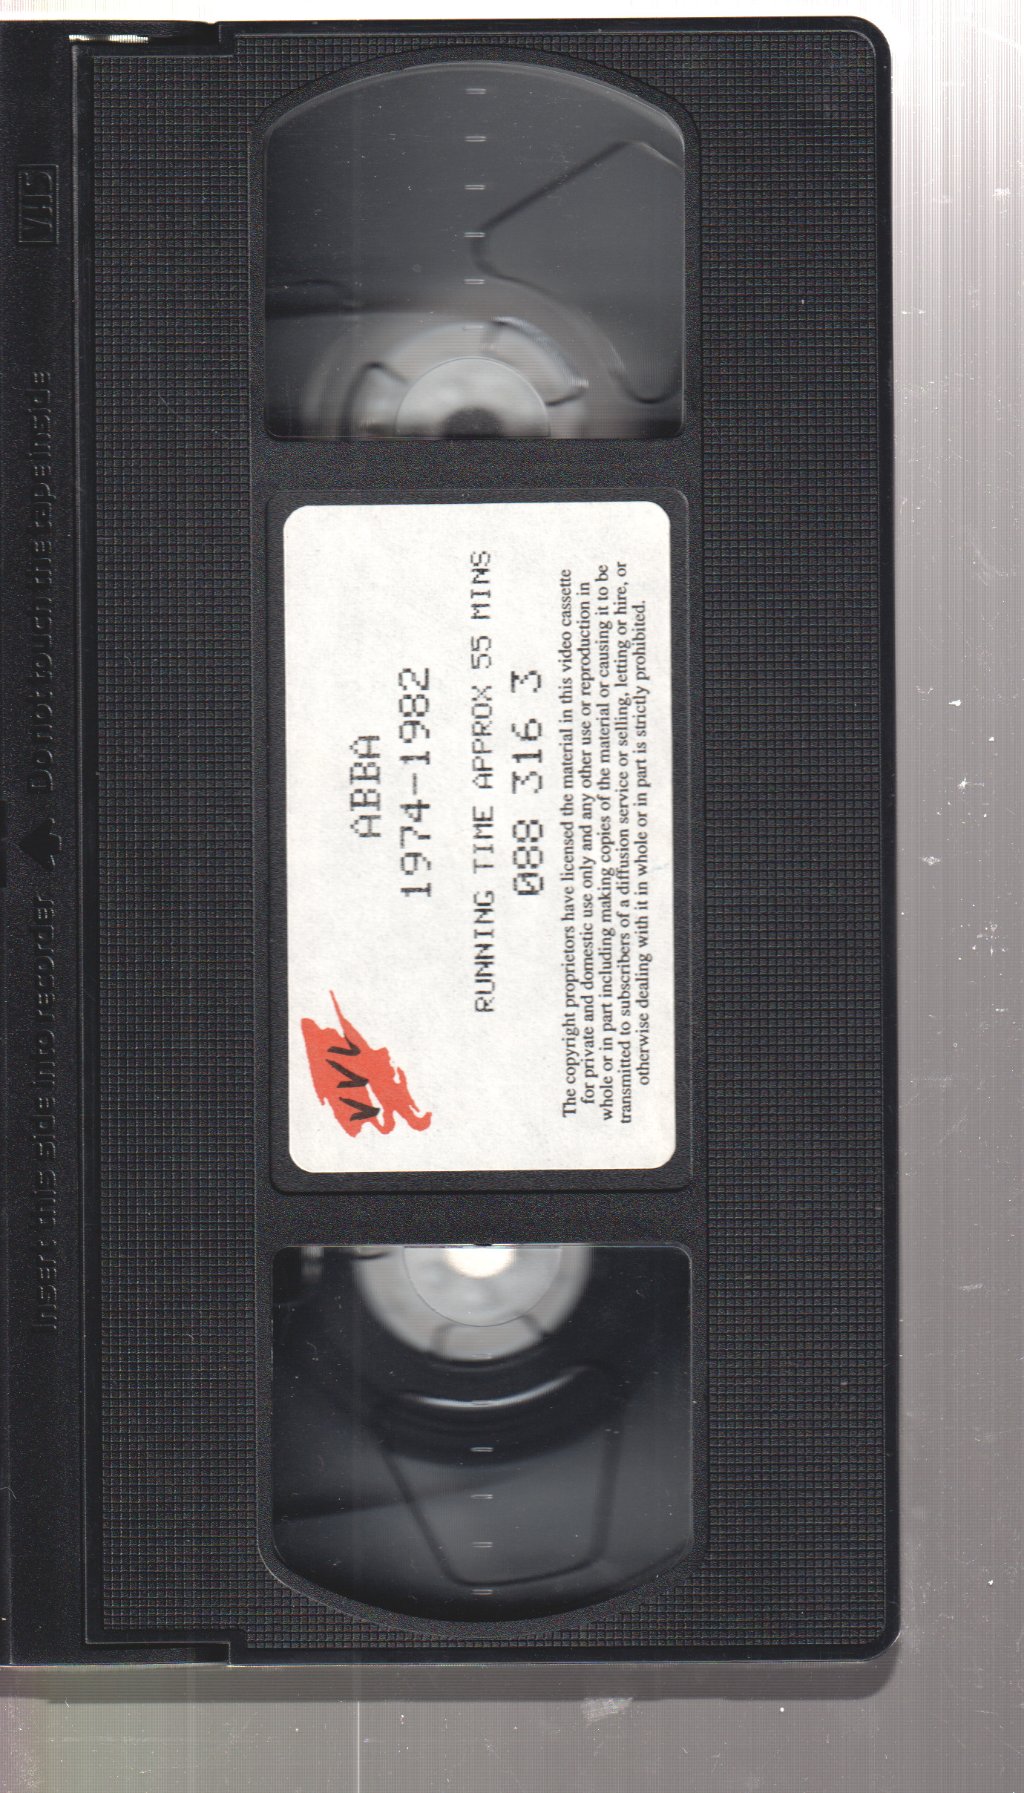 VHS
Insert this side into recorder ▲ Do not touch the tape inside
ABBA
1974-1982
RUNNING TIME APPROX 55 MINS
088 316 3
VVL
The copyright proprietors have licensed the material in this video cassette
for private and domestic use only and any other use or reproduction in
whole or in part including making copies of the material or causing it to be
transmitted to subscribers of a diffusion service or selling, letting or hire, or
otherwise dealing with it in whole or in part is strictly prohibited.